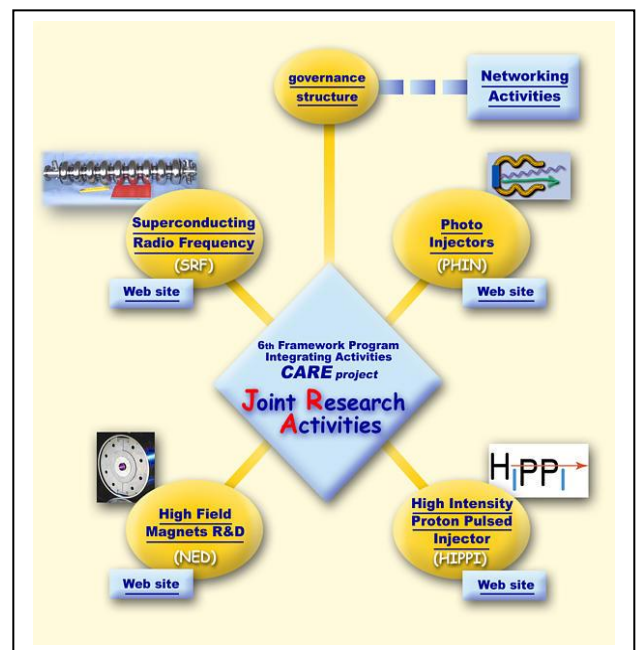 governance
structure
Networking
Activities
Superconducting
Radio Frequency
(SRF)
Web site
Photo
Injectors
(PHIN)
Web site
6th Framework Program
Integrating Activities
CARE project
Joint Research
Activities
High Field
Magnets R&D
(NED)
Web site
HIPPI
High Intensity
Proton Pulsed
Injector
(HIPPI)
Web site